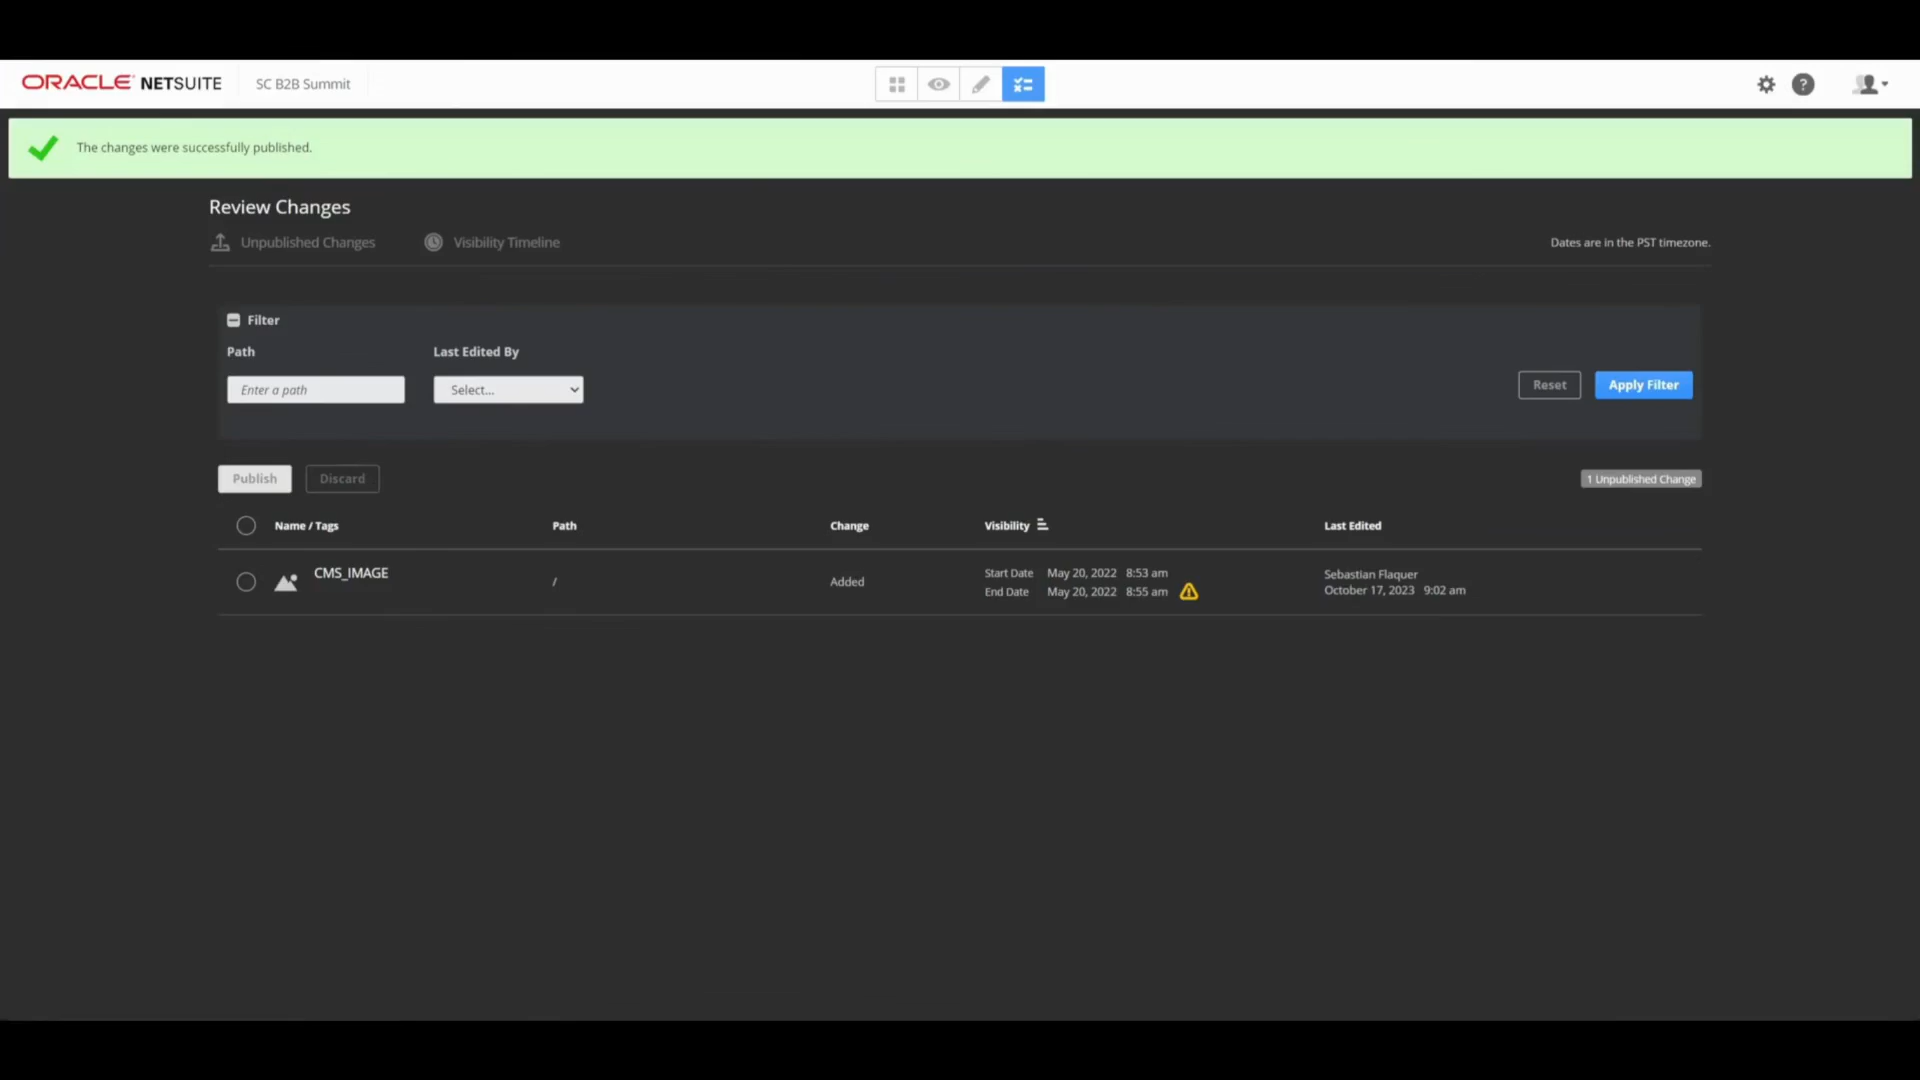 ORACLE NETSUITE SC B2B Summit
The changes were successfully published.
Review Changes
Unpublished Changes Visibility Timeline Dates are in the PST timezone.
Filter
Path Last Edited By
Enter a path Select... Reset Apply Filter
Publish Discard 1 Unpublished Change
Name / Tags Path Change Visibility Last Edited
CMS_IMAGE / Added Start Date May 20, 2022 8:53 am Sebastian Flaquer
End Date May 20, 2022 8:55 am October 17, 2023 9:02 am